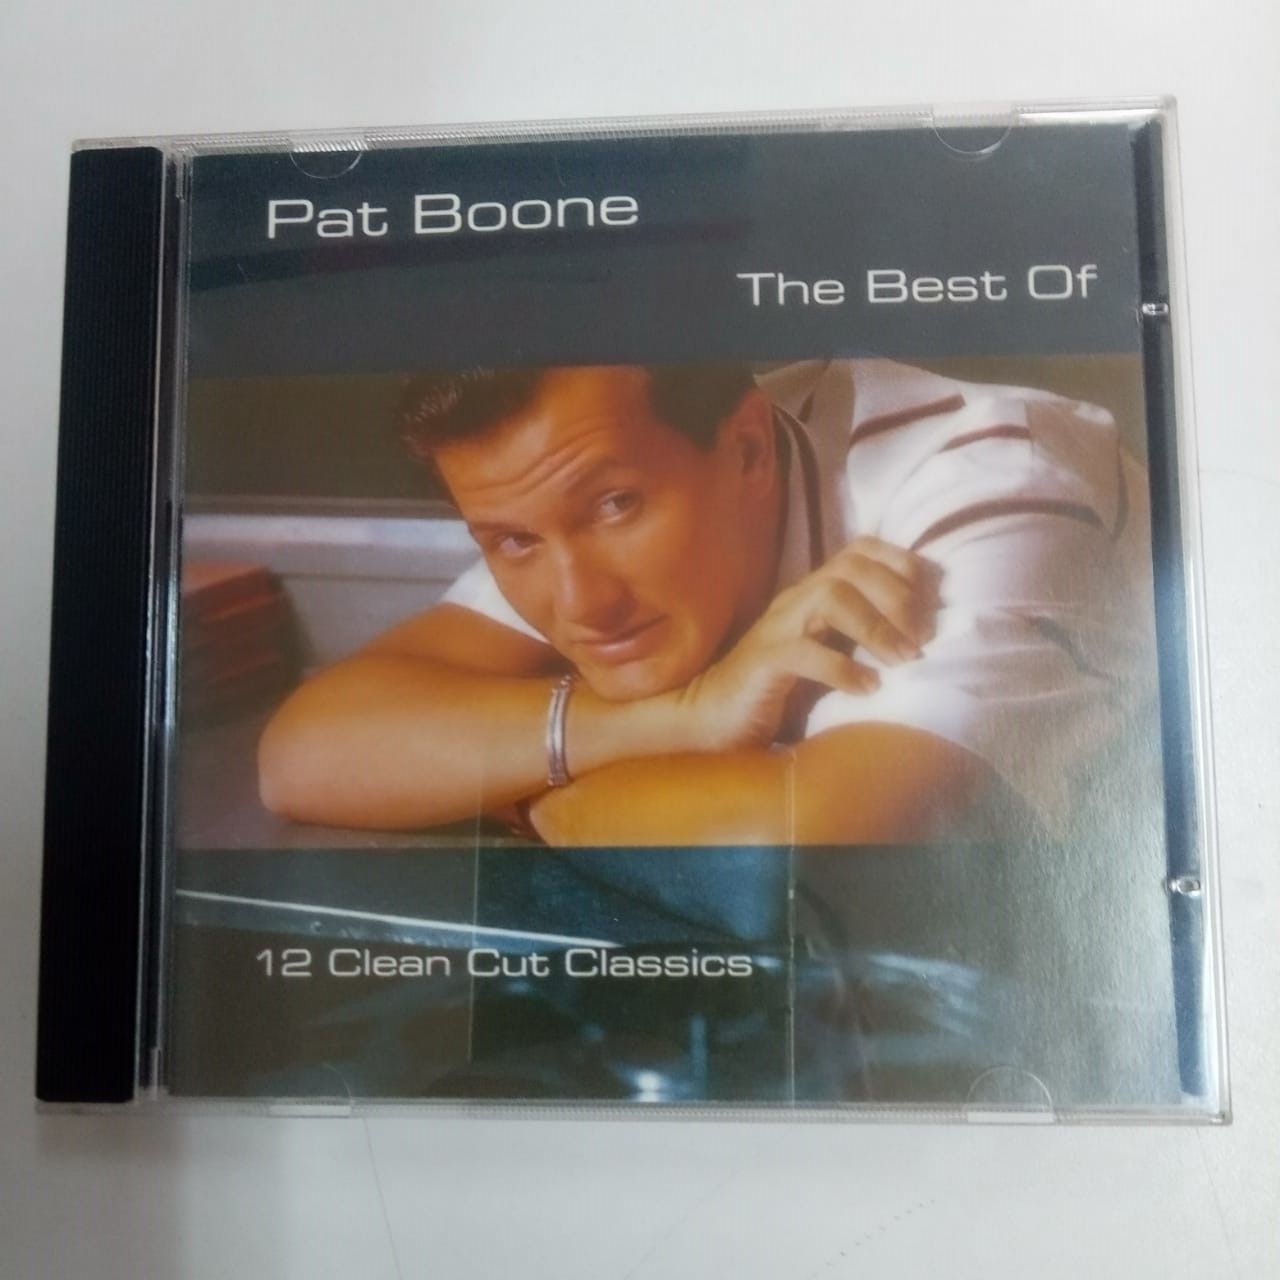 Pat Boone
The Best Of
12 Clean Cut Classics